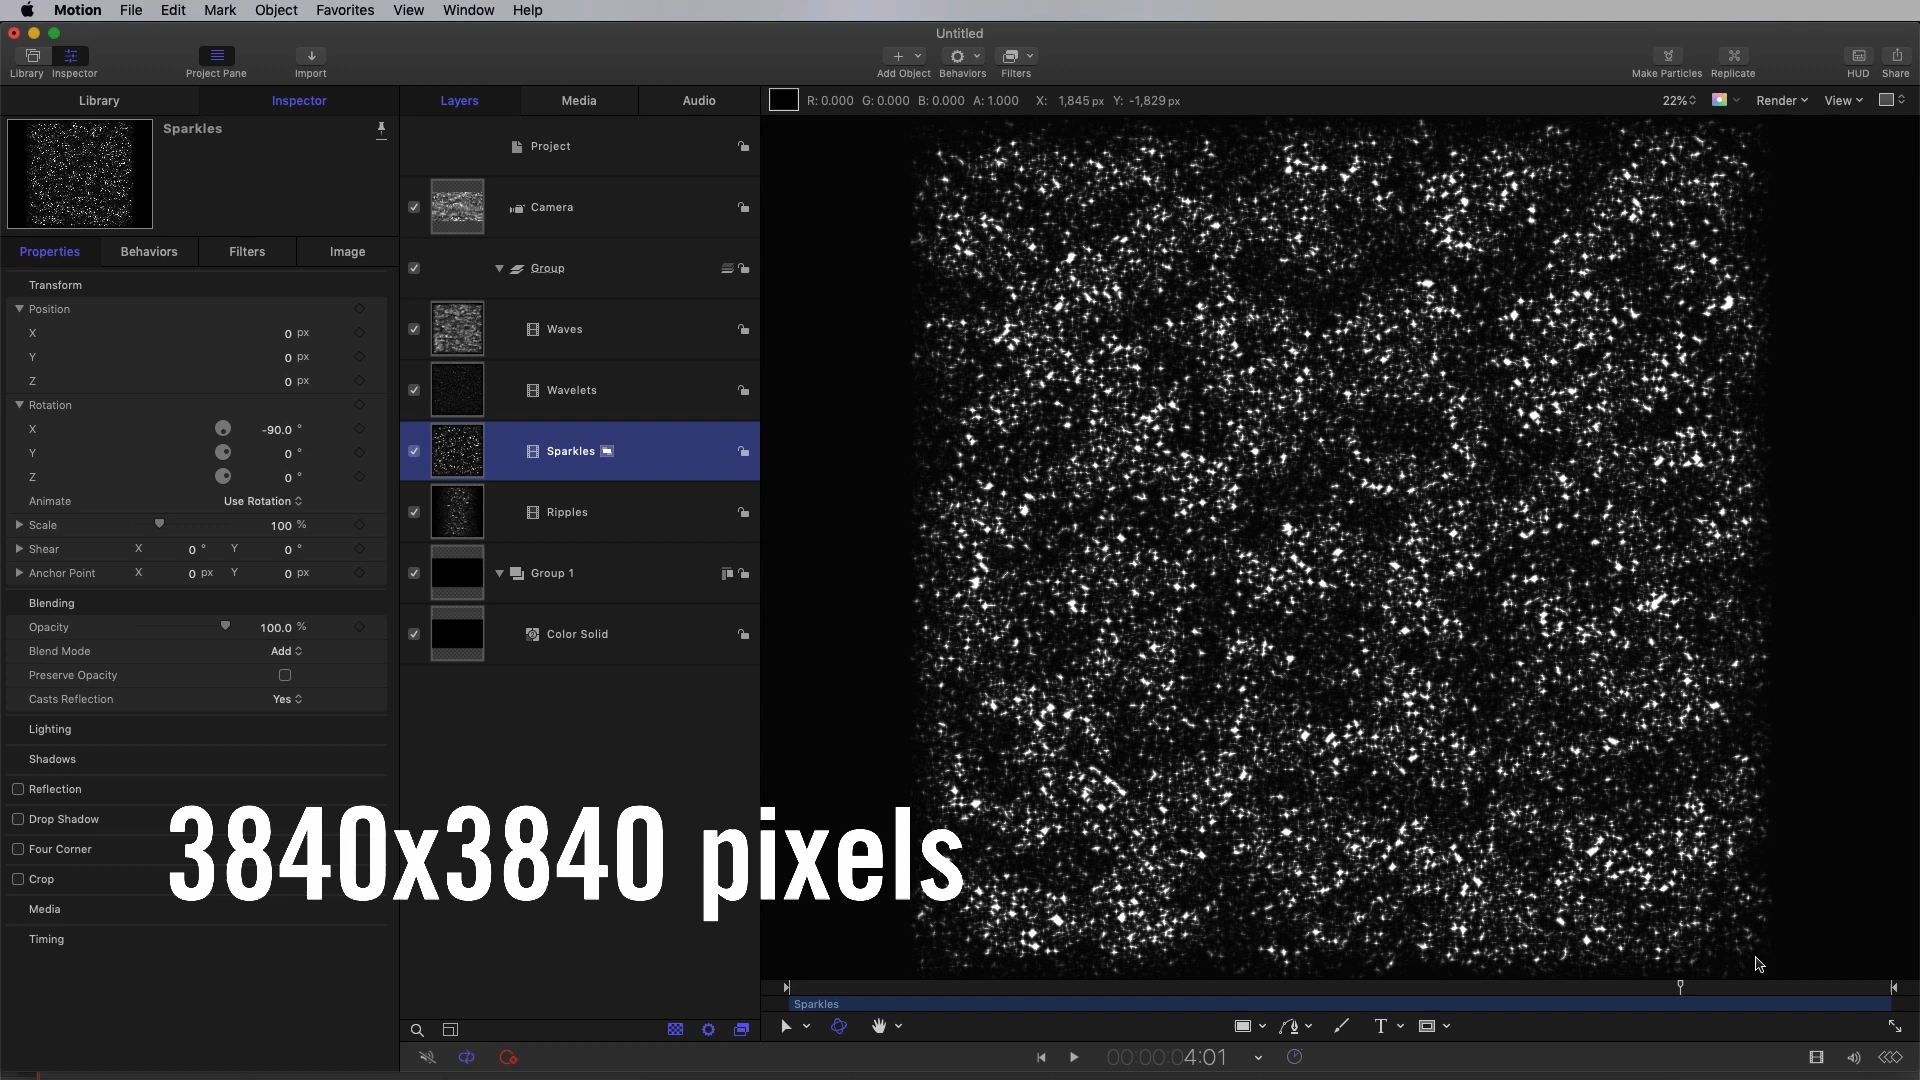 Motion File Edit Mark Object Favorites View Window Help
Untitled
Library Inspector Project Pane Import Add Object Behaviors Filters Make Particles Replicate HUD Share
Library Inspector Layers Media Audio R: 0.000 G: 0.000 B: 0.000 A: 1.000 X: 1,845 px Y: -1,829 px 22% Render View
Sparkles
Properties Behaviors Filters Image
Transform
Position
X 0 px
Y 0 px
Z 0 px
Rotation
X -90.0 °
Y 0 °
Z 0 °
Animate Use Rotation
Scale 100 %
Shear X 0 ° Y 0 °
Anchor Point X 0 px Y 0 px
Blending
Opacity 100.0 %
Blend Mode Add
Preserve Opacity
Casts Reflection Yes
Lighting
Shadows
Reflection
Drop Shadow
Four Corner
Crop
Media
Timing
Project
Camera
Group
Waves
Wavelets
Sparkles
Ripples
Group 1
Color Solid
3840x3840 pixels
Sparkles
T
00:00:04:01